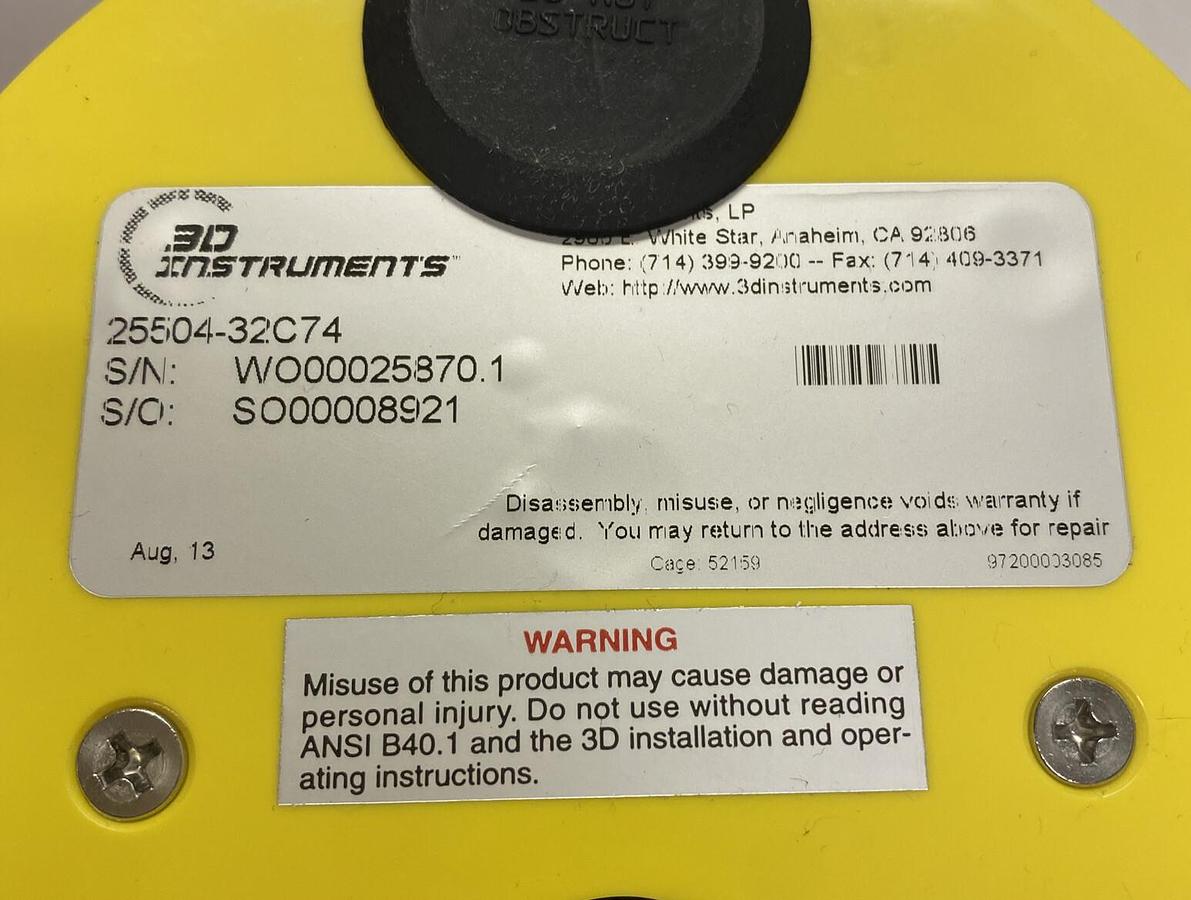 OBSTRUCT
3D
INSTRUMENTS™
LP
White Star, Anaheim, CA 92806
Phone: (714) 399-9200 -- Fax: (714) 409-3371
Web: http://www.3dinstruments.com
25504-32C74
S/N: WO00025870.1
S/O: SO00008921
Disassembly, misuse, or negligence voids warranty if
damaged. You may return to the address above for repair
Aug, 13
Cage: 52159
97200003085
WARNING
Misuse of this product may cause damage or
personal injury. Do not use without reading
ANSI B40.1 and the 3D installation and oper-
ating instructions.